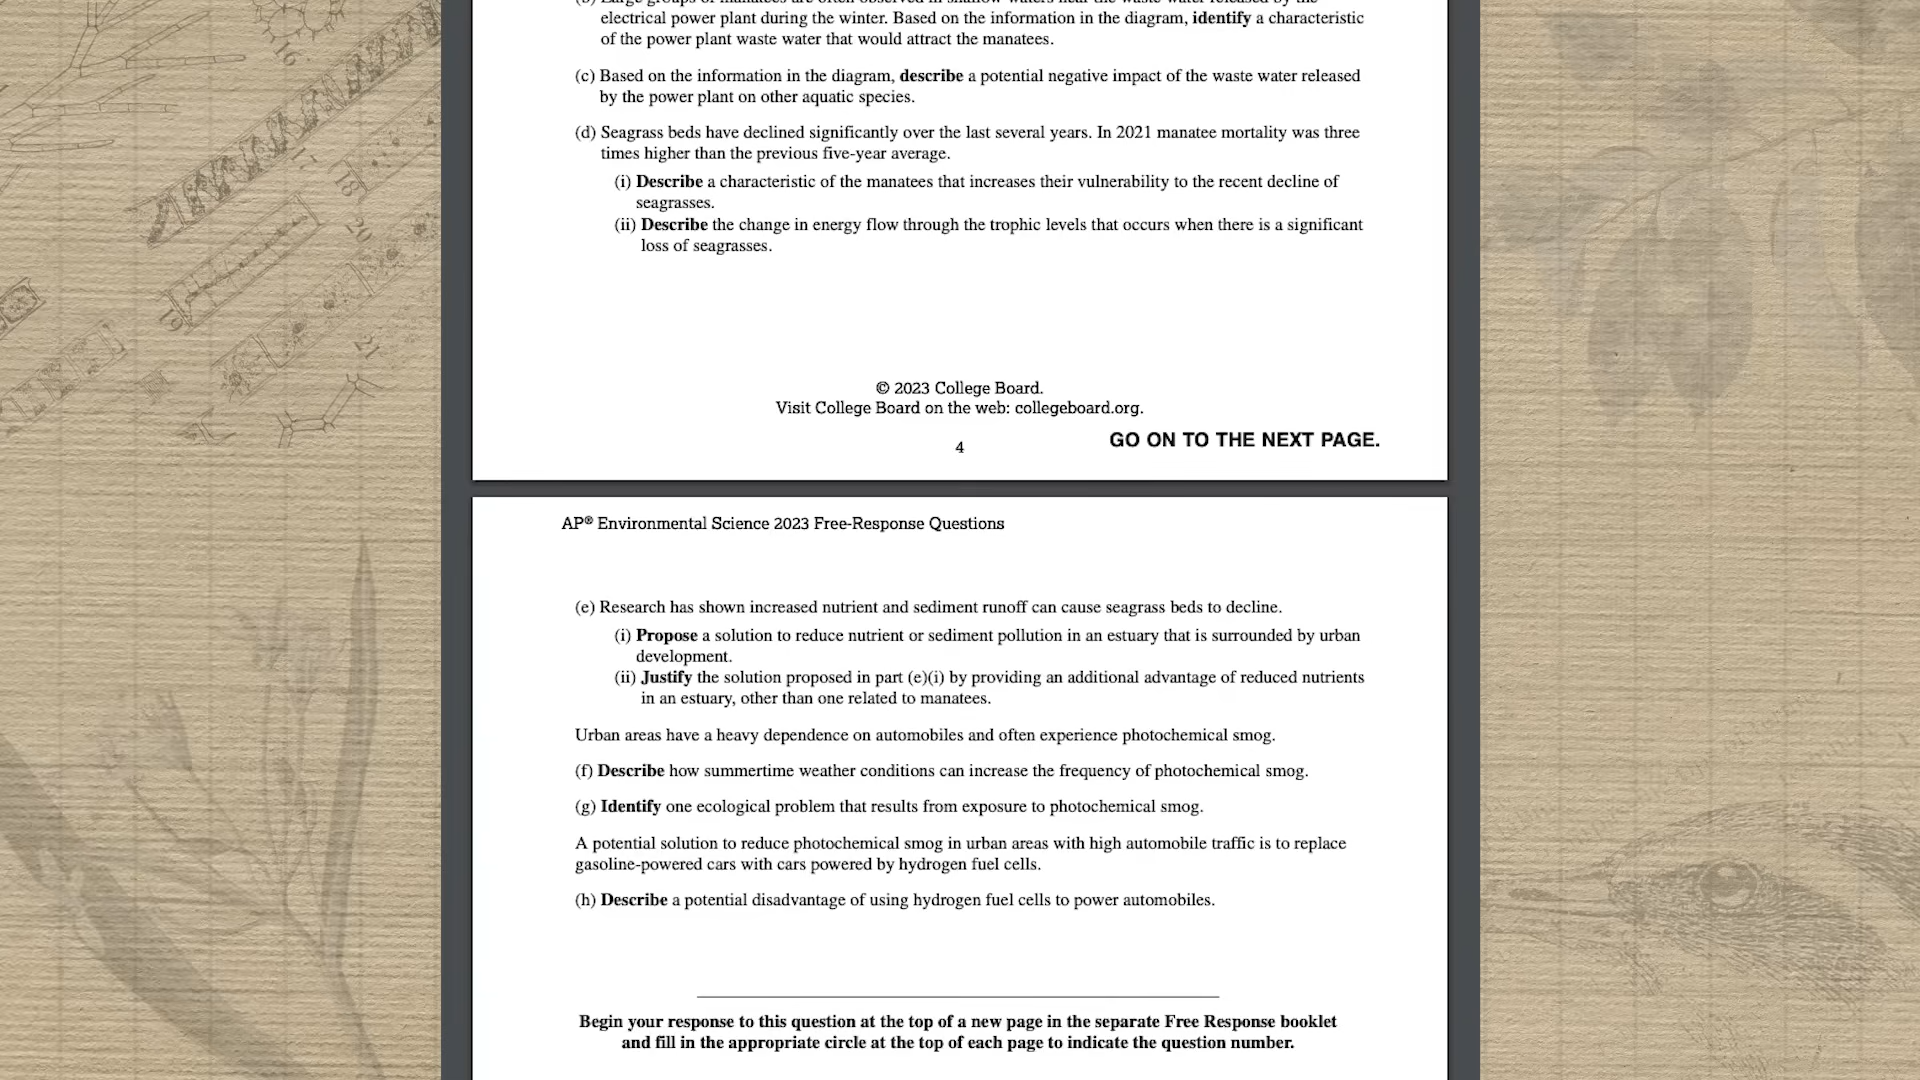 electrical power plant during the winter. Based on the information in the diagram, identify a characteristic
of the power plant waste water that would attract the manatees.
(c) Based on the information in the diagram, describe a potential negative impact of the waste water released
by the power plant on other aquatic species.
(d) Seagrass beds have declined significantly over the last several years. In 2021 manatee mortality was three
times higher than the previous five-year average.
(i) Describe a characteristic of the manatees that increases their vulnerability to the recent decline of
seagrasses.
(ii) Describe the change in energy flow through the trophic levels that occurs when there is a significant
loss of seagrasses.
© 2023 College Board.
Visit College Board on the web: collegeboard.org.
4
GO ON TO THE NEXT PAGE.
AP® Environmental Science 2023 Free-Response Questions
(e) Research has shown increased nutrient and sediment runoff can cause seagrass beds to decline.
(i) Propose a solution to reduce nutrient or sediment pollution in an estuary that is surrounded by urban
development.
(ii) Justify the solution proposed in part (e)(i) by providing an additional advantage of reduced nutrients
in an estuary, other than one related to manatees.
Urban areas have a heavy dependence on automobiles and often experience photochemical smog.
(f) Describe how summertime weather conditions can increase the frequency of photochemical smog.
(g) Identify one ecological problem that results from exposure to photochemical smog.
A potential solution to reduce photochemical smog in urban areas with high automobile traffic is to replace
gasoline-powered cars with cars powered by hydrogen fuel cells.
(h) Describe a potential disadvantage of using hydrogen fuel cells to power automobiles.
Begin your response to this question at the top of a new page in the separate Free Response booklet
and fill in the appropriate circle at the top of each page to indicate the question number.
16
17
18
20
19
21